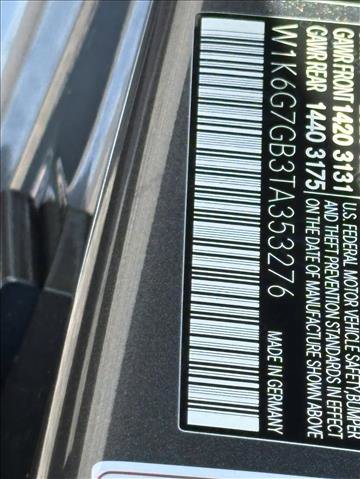 GAWR FRONT 1420 3131
GAWR REAR 1440 3175
U.S. FEDERAL MOTOR VEHICLE SAFETY, BUMPER
AND THEFT PREVENTION STANDARDS IN EFFECT
ON THE DATE OF MANUFACTURE SHOWN ABOVE
W1K6G7GB3TA353276
MADE IN GERMANY